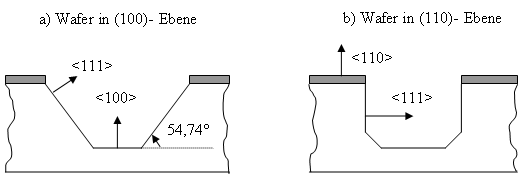 a) Wafer in (100)- Ebene
b) Wafer in (110)- Ebene
<111>
<100>
54,74°
<110>
<111>